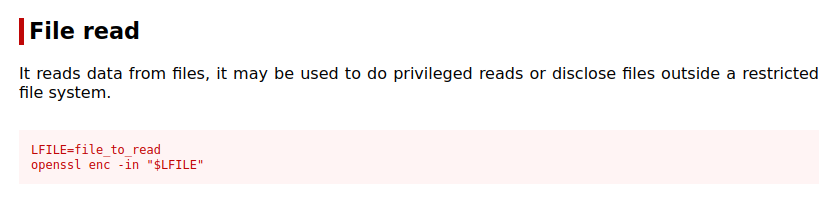 File read
It reads data from files, it may be used to do privileged reads or disclose files outside a restricted
file system.
LFILE=file_to_read
openssl enc -in "$LFILE"